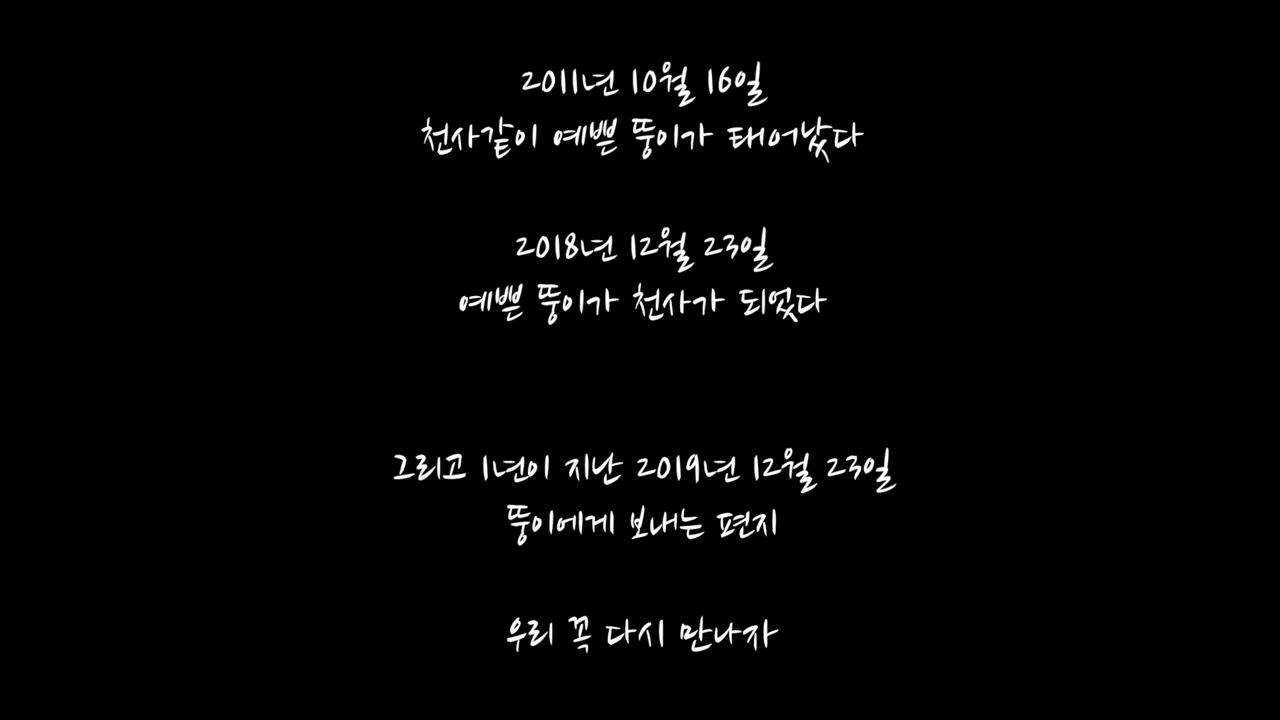 2011년 10월 16일
천사같이 예쁜 뚱이가 태어났다
2018년 12월 23일
예쁜 뚱이가 천사가 되었다
그리고 1년이 지난 2019년 12월 23일
뚱이에게 보내는 편지
우리 꼭 다시 만나자